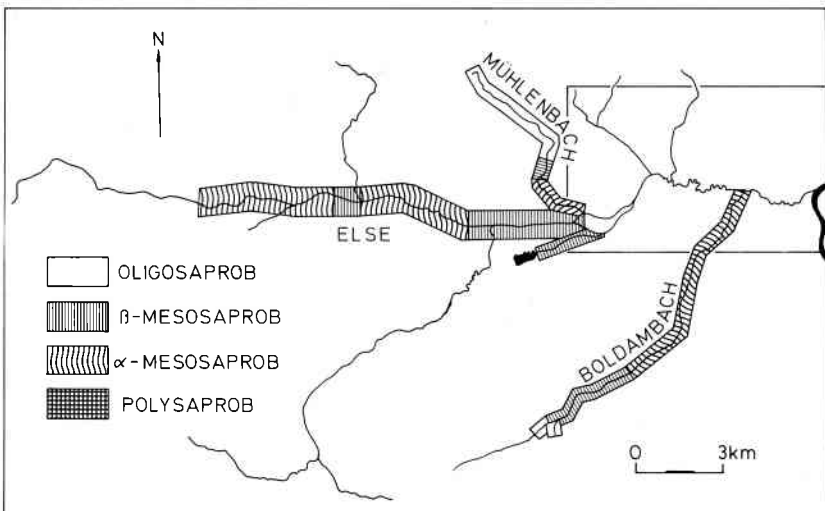 N
MÜHLENBACH
ELSE
OLIGOSAPROB
ß-MESOSAPROB
α-MESOSAPROB
POLYSAPROB
BOLDAMBACH
0 3km